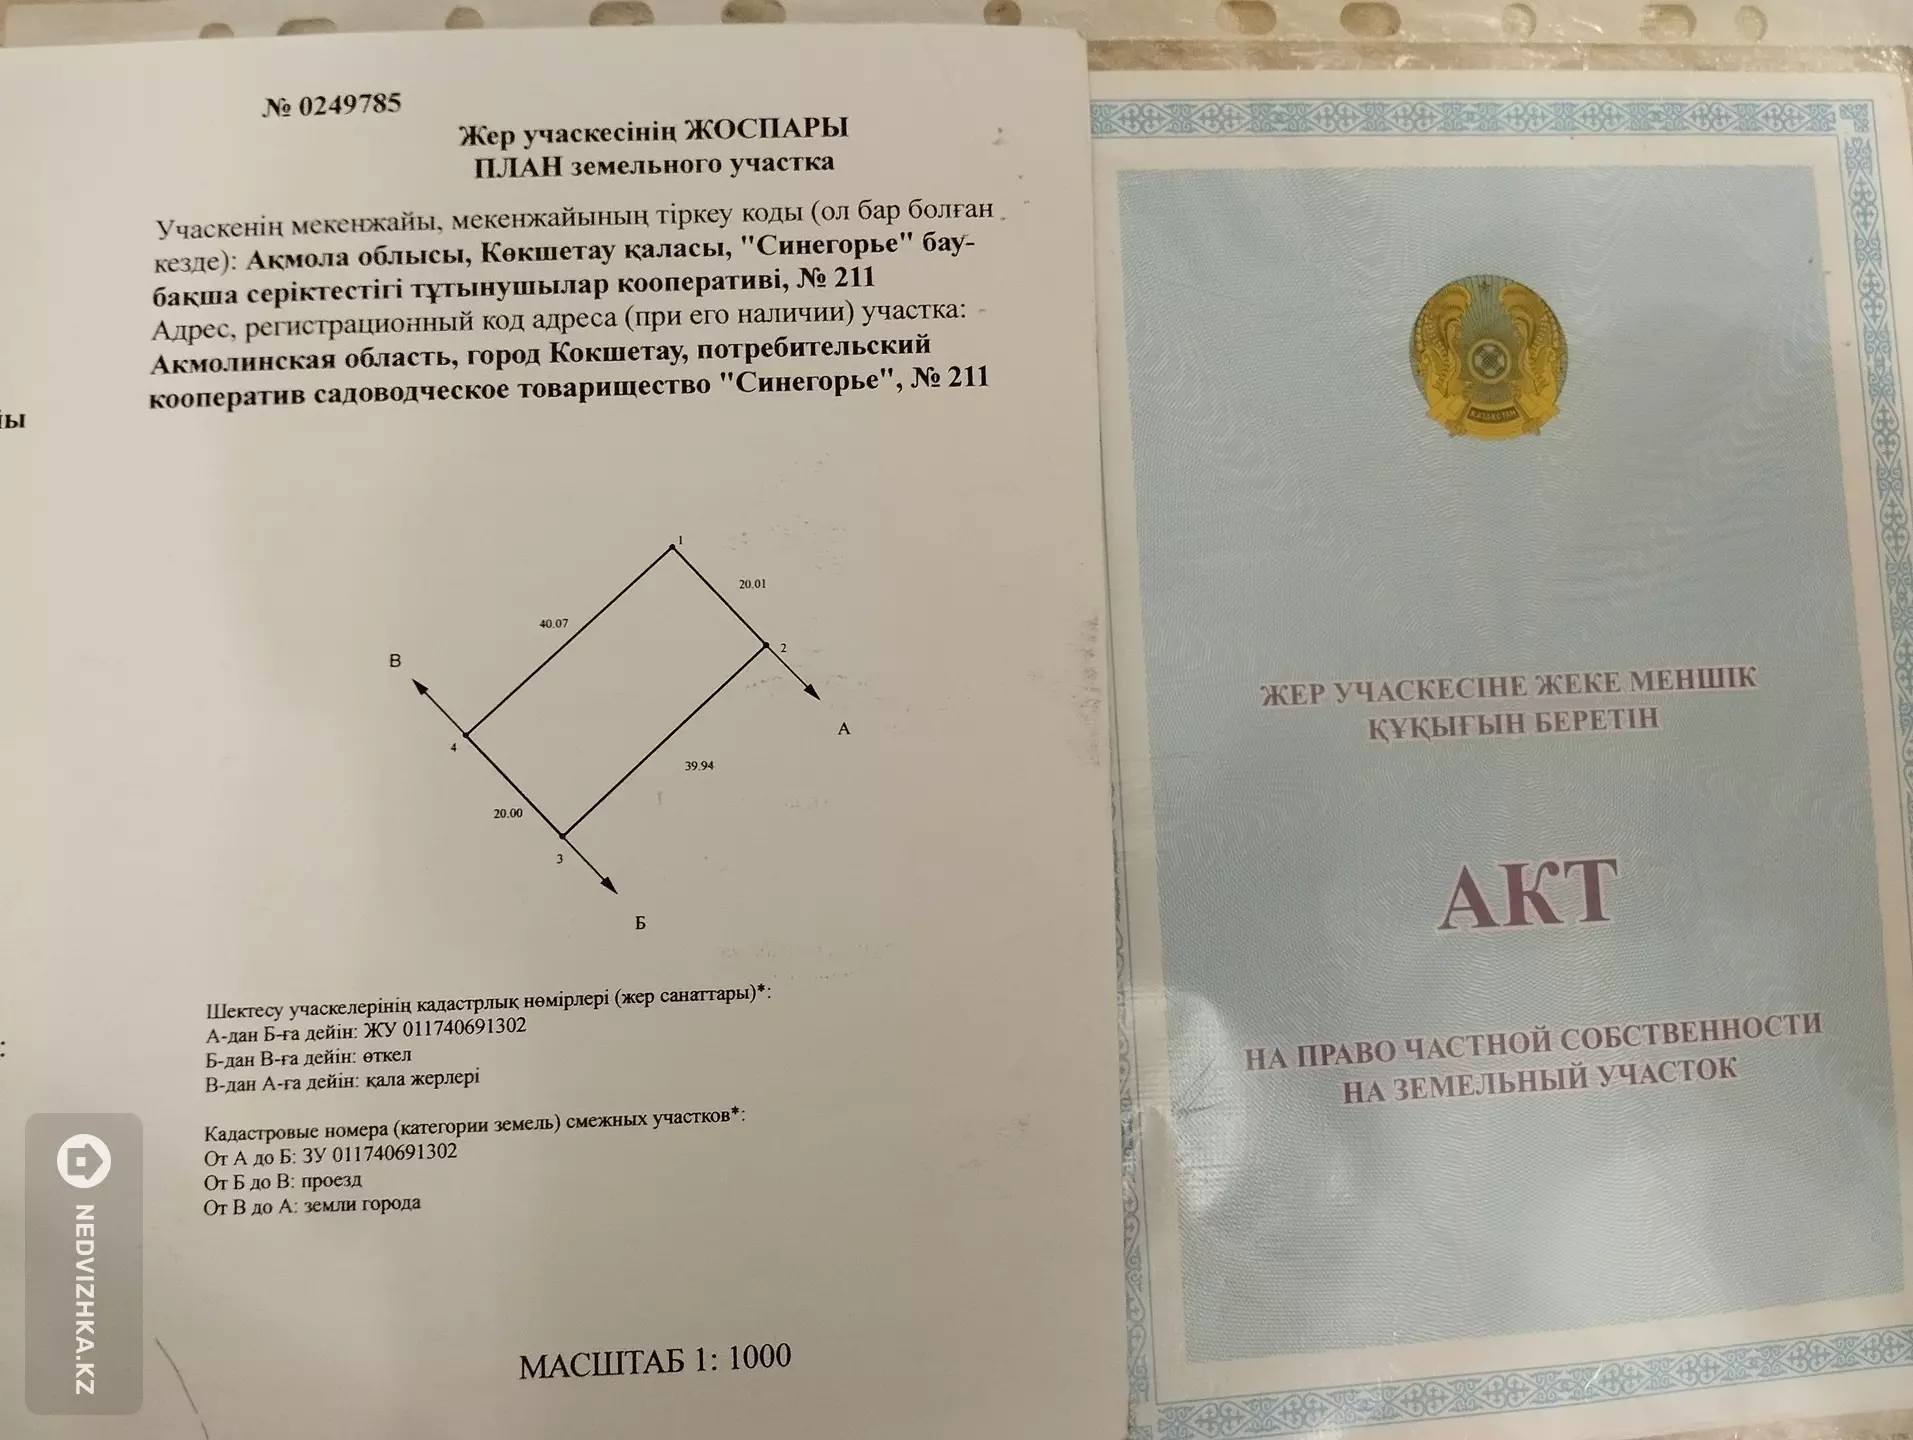 № 0249785
Жер учаскесінің ЖОСПАРЫ
ПЛАН земельного участка
Учаскенің мекенжайы, мекенжайының тіркеу коды (ол бар болған
кезде): Ақмола облысы, Көкшетау қаласы, "Синегорье" бау-
бақша серіктестігі тұтынушылар кооперативі, № 211
Адрес, регистрационный код адреса (при его наличии) участка:
Акмолинская область, город Кокшетау, потребительский
кооператив садоводческое товарищество "Синегорье", № 211
1
20.01
40.07
2
В
А
4
39.94
20.00
3
Б
Шектесу учаскелерінің кадастрлық нөмірлері (жер санаттары)*:
А-дан Б-ға дейін: ЖУ 011740691302
Б-дан В-ға дейін: өткел
В-дан А-ға дейін: қала жерлері
Кадастровые номера (категории земель) смежных участков*:
От А до Б: ЗУ 011740691302
От Б до В: проезд
От В до А: земли города
МАСШТАБ 1: 1000
ҚАЗАҚСТАН
ЖЕР УЧАСКЕСІНЕ ЖЕКЕ МЕНШІК
ҚҰҚЫҒЫН БЕРЕТІН
АКТ
НА ПРАВО ЧАСТНОЙ СОБСТВЕННОСТИ
НА ЗЕМЕЛЬНЫЙ УЧАСТОК
NEDVIZHKA.KZ